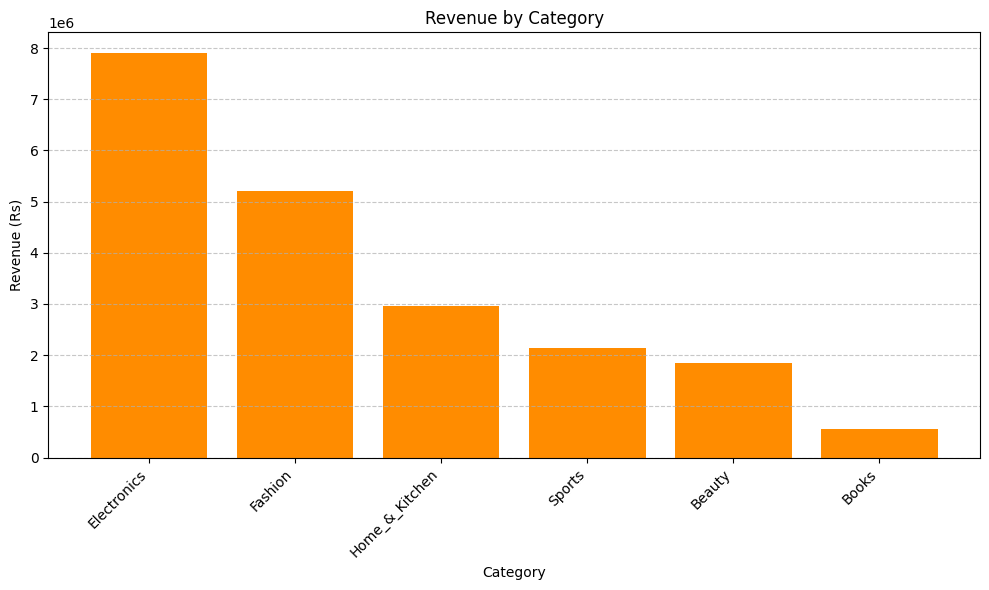 Revenue by Category
1e6
8
7
6
5
4
3
2
1
0
Revenue (Rs)
Electronics
Fashion
Home_&_Kitchen
Sports
Beauty
Books
Category